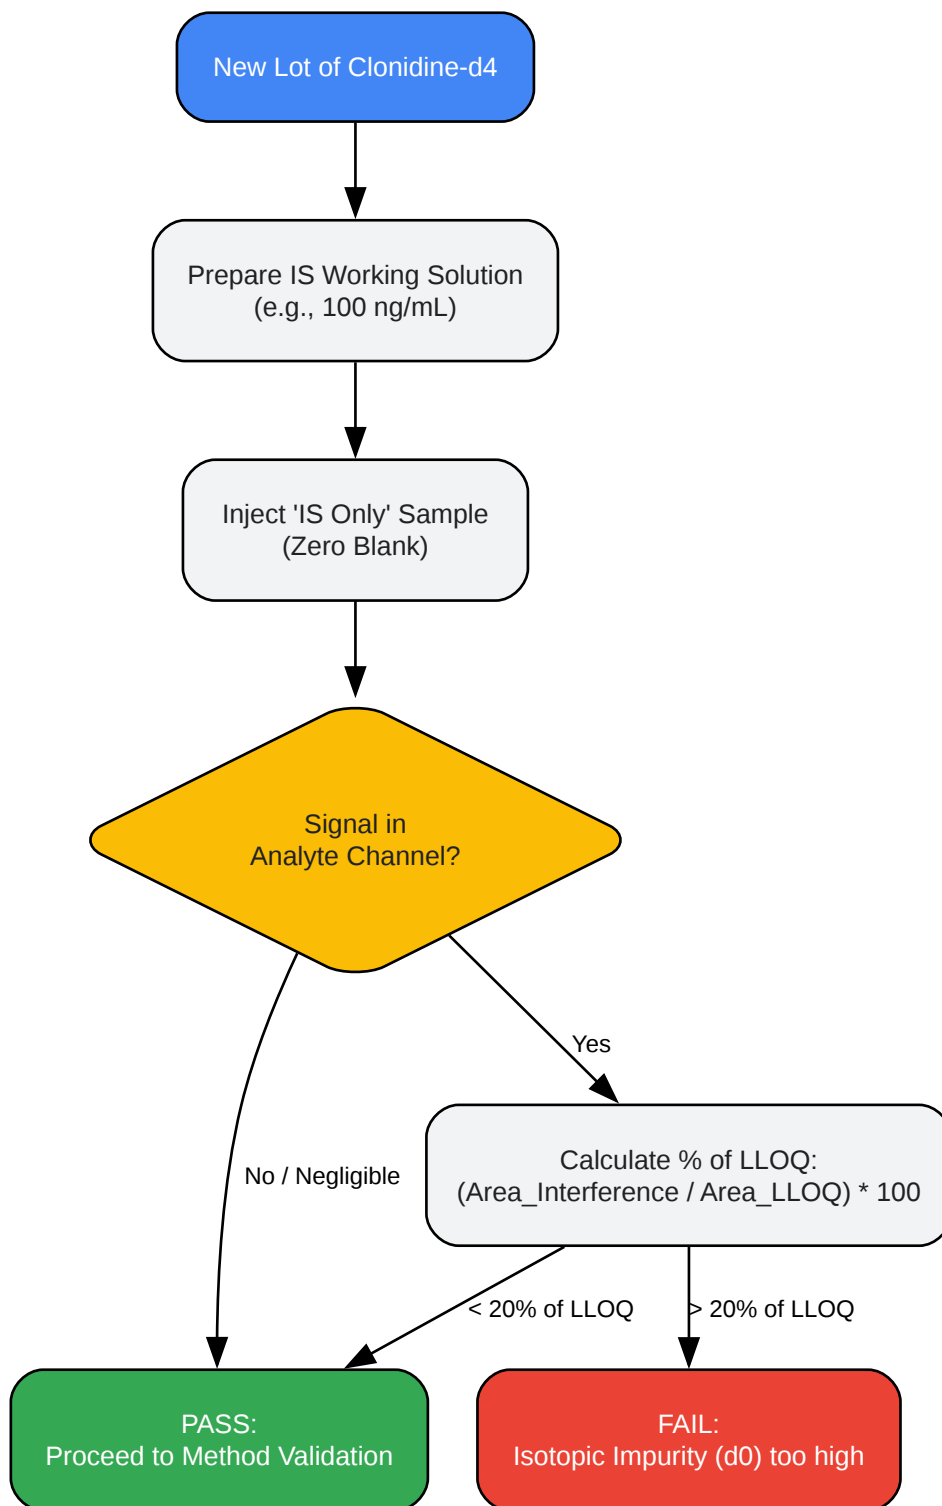 New Lot of Clonidine-d4
Prepare IS Working Solution
(e.g., 100 ng/mL)
Inject 'IS Only' Sample
(Zero Blank)
Signal in
Analyte Channel?
Yes
No / Negligible
Calculate % of LLOQ:
(Area_Interference / Area_LLOQ) * 100
< 20% of LLOQ
> 20% of LLOQ
PASS:
Proceed to Method Validation
FAIL:
Isotopic Impurity (d0) too high